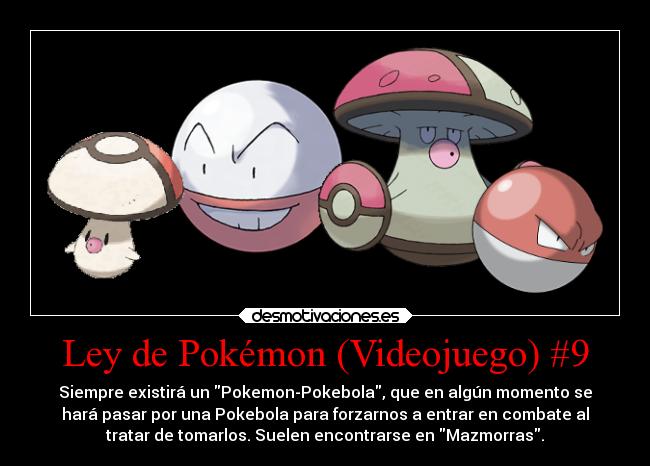 desmotivaciones.es
Ley de Pokémon (Videojuego) #9
Siempre existirá un "Pokemon-Pokebola", que en algún momento se
hará pasar por una Pokebola para forzarnos a entrar en combate al
tratar de tomarlos. Suelen encontrarse en "Mazmorras".